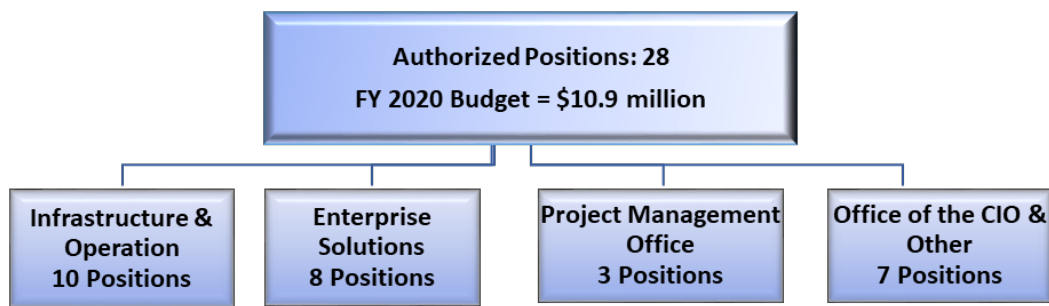 Authorized Positions: 28
FY 2020 Budget = $10.9 million
Infrastructure &
Operation
10 Positions
Enterprise
Solutions
8 Positions
Project Management
Office
3 Positions
Office of the CIO &
Other
7 Positions